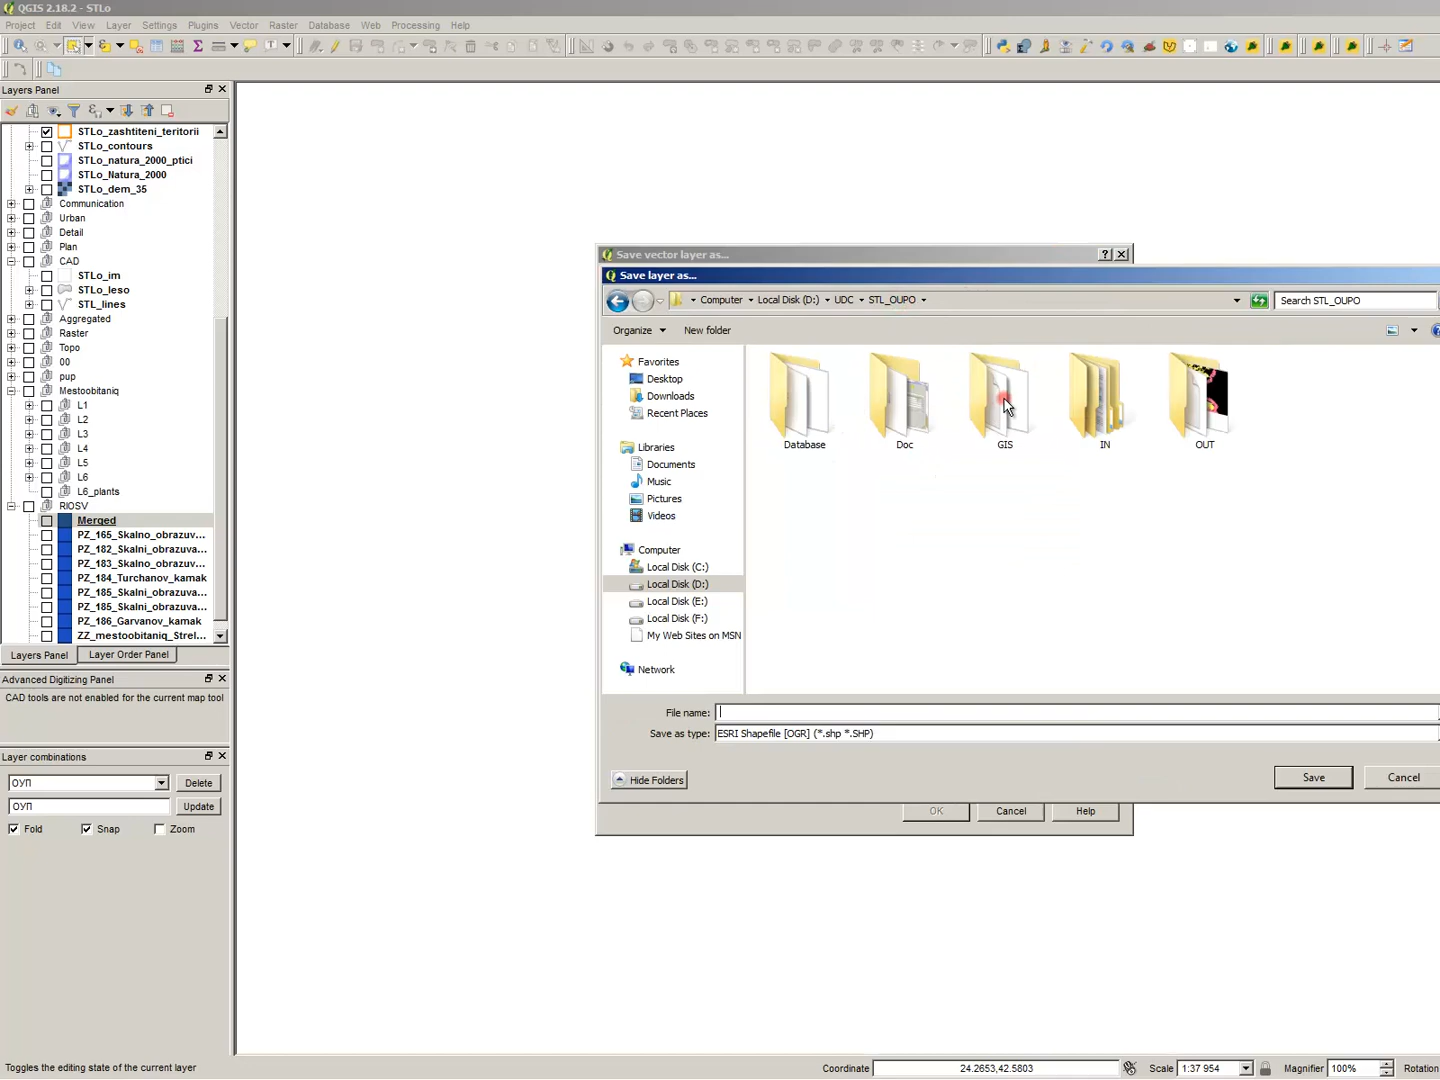 QGIS 2.18.2 - STLo
Project Edit View Layer Settings Plugins Vector Raster Database Web Processing Help
Layers Panel
STLo_zashtiteni_teritorii
STLo_contours
STLo_natura_2000_ptici
STLo_Natura_2000
STLo_dem_35
Communication
Urban
Detail
Plan
CAD
STLo_im
STLo_leso
STL_lines
Aggregated
Raster
Topo
00
pup
Mestoobitaniq
L1
L2
L3
L4
L5
L6
L6_plants
RIOSV
Merged
PZ_165_Skalno_obrazuv...
PZ_182_Skalni_obrazuva...
PZ_183_Skalno_obrazuv...
PZ_184_Turchanov_kamak
PZ_185_Skalni_obrazuva...
PZ_185_Skalni_obrazuva...
PZ_186_Garvanov_kamak
ZZ_mestoobitaniq_Strel...
Layers Panel Layer Order Panel
Advanced Digitizing Panel
CAD tools are not enabled for the current map tool
Layer combinations
ОУП Delete
ОУП Update
Fold Snap Zoom
Save vector layer as...
Save layer as...
Computer Local Disk (D:) UDC STL_OUPO Search STL_OUPO
Organize New folder
Favorites
Desktop
Downloads
Recent Places
Libraries
Documents
Music
Pictures
Videos
Computer
Local Disk (C:)
Local Disk (D:)
Local Disk (E:)
Local Disk (F:)
My Web Sites on MSN
Network
Database Doc GIS IN OUT
File name:
Save as type: ESRI Shapefile [OGR] (*.shp *.SHP)
Hide Folders Save Cancel
OK Cancel Help
Toggles the editing state of the current layer Coordinate 24.2653,42.5803 Scale 1:37 954 Magnifier 100% Rotation